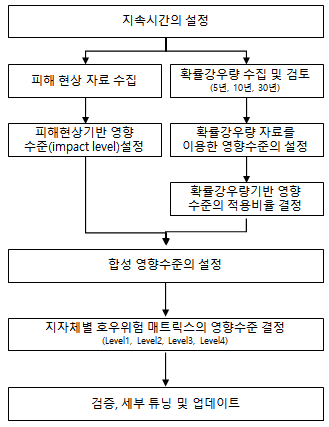 지속시간의 설정
피해 현상 자료 수집
확률강우량 수집 및 검토
(5년, 10년, 30년)
피해현상기반 영향
수준(impact level)설정
확률강우량 자료를
이용한 영향수준의 설정
확률강우량기반 영향
수준의 적용비율 결정
합성 영향수준의 설정
지자체별 호우위험 매트릭스의 영향수준 결정
(Level1, Level2, Level3, Level4)
검증, 세부 튜닝 및 업데이트